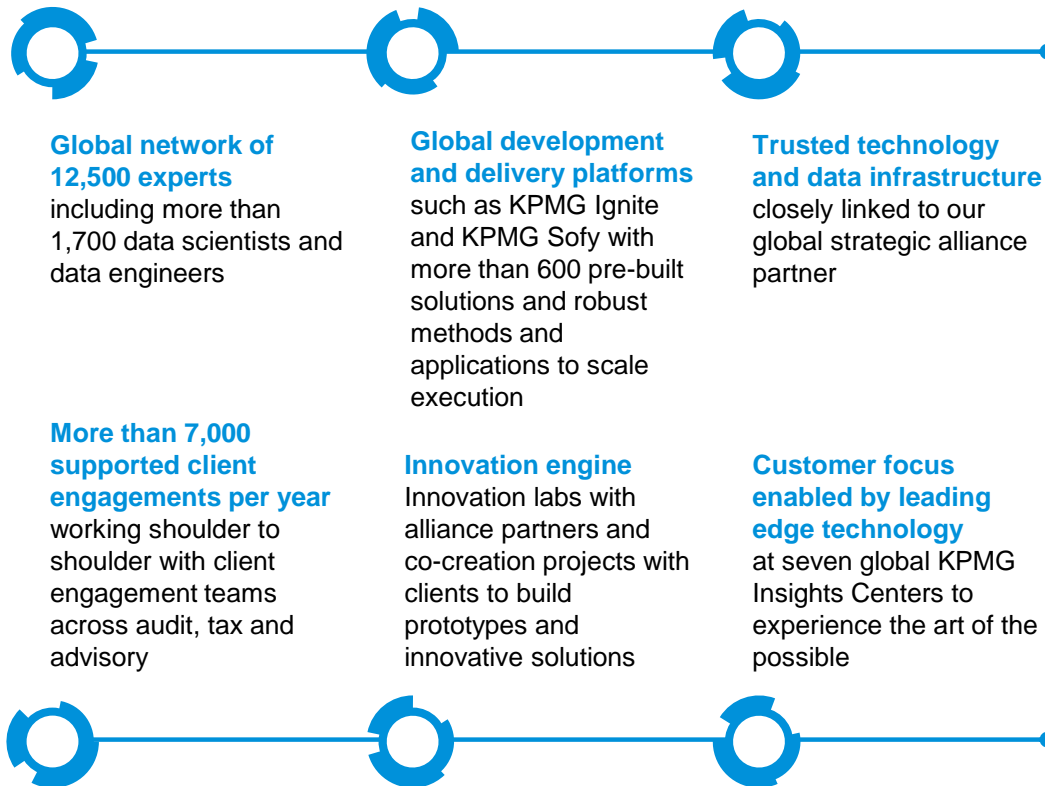 Global network of
12,500 experts
including more than
1,700 data scientists and
data engineers
Global development
and delivery platforms
such as KPMG Ignite
and KPMG Sofy with
more than 600 pre-built
solutions and robust
methods and
applications to scale
execution
Trusted technology
and data infrastructure
closely linked to our
global strategic alliance
partner
More than 7,000
supported client
engagements per year
working shoulder to
shoulder with client
engagement teams
across audit, tax and
advisory
Innovation engine
Innovation labs with
alliance partners and
co-creation projects with
clients to build
prototypes and
innovative solutions
Customer focus
enabled by leading
edge technology
at seven global KPMG
Insights Centers to
experience the art of the
possible